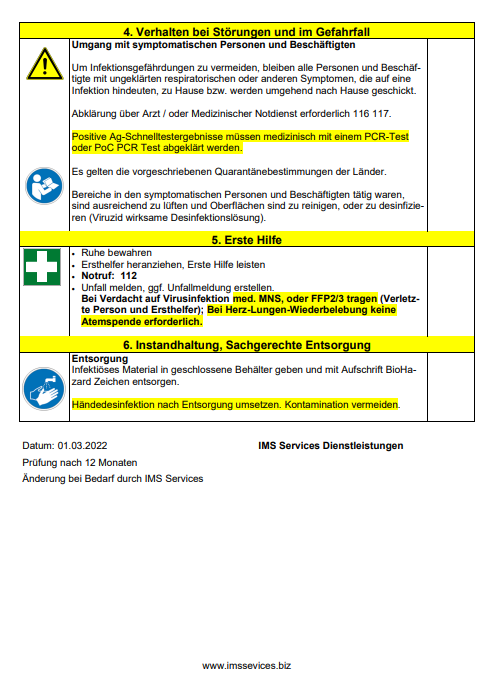 4. Verhalten bei Störungen und im Gefahrfall
Umgang mit symptomatischen Personen und Beschäftigten
Um Infektionsgefährdungen zu vermeiden, bleiben alle Personen und Beschäf-
tigte mit ungeklärten respiratorischen oder anderen Symptomen, die auf eine
Infektion hindeuten, zu Hause bzw. werden umgehend nach Hause geschickt.
Abklärung über Arzt / oder Medizinischer Notdienst erforderlich 116 117.
Positive Ag-Schnelltestergebnisse müssen medizinisch mit einem PCR-Test
oder PoC PCR Test abgeklärt werden.
Es gelten die vorgeschriebenen Quarantänebestimmungen der Länder.
Bereiche in den symptomatischen Personen und Beschäftigten tätig waren,
sind ausreichend zu lüften und Oberflächen sind zu reinigen, oder zu desinfizie-
ren (Viruzid wirksame Desinfektionslösung).
5. Erste Hilfe
• Ruhe bewahren
• Ersthelfer heranziehen, Erste Hilfe leisten
• Notruf: 112
• Unfall melden, ggf. Unfallmeldung erstellen.
Bei Verdacht auf Virusinfektion med. MNS, oder FFP2/3 tragen (Verletz-
te Person und Ersthelfer); Bei Herz-Lungen-Wiederbelebung keine
Atemspende erforderlich.
6. Instandhaltung, Sachgerechte Entsorgung
Entsorgung
Infektiöses Material in geschlossene Behälter geben und mit Aufschrift BioHa-
zard Zeichen entsorgen.
Händedesinfektion nach Entsorgung umsetzen. Kontamination vermeiden.
Datum: 01.03.2022 IMS Services Dienstleistungen
Prüfung nach 12 Monaten
Änderung bei Bedarf durch IMS Services
www.imssevices.biz